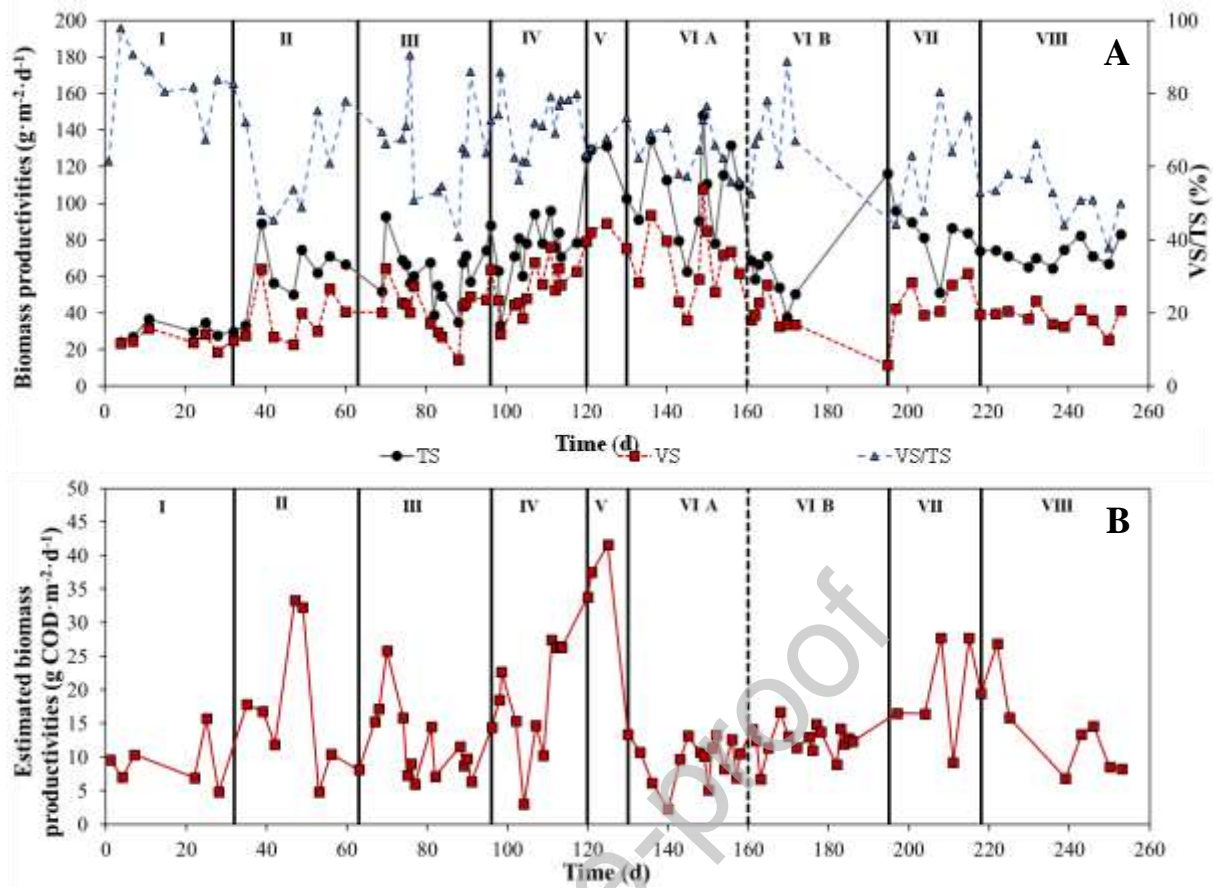 I II III IV V VI A VI B VII VIII
A
Biomass productivities (g·m⁻²·d⁻¹)
200
180
160
140
120
100
80
60
40
20
0
VS/TS (%)
100
80
60
40
20
0
0 20 40 60 80 100 120 140 160 180 200 220 240 260
Time (d)
TS VS VS/TS
I II III IV V VI A VI B VII VIII
B
Estimated biomass
productivities (g COD·m⁻²·d⁻¹)
50
45
40
35
30
25
20
15
10
5
0
0 20 40 60 80 100 120 140 160 180 200 220 240 260
Time (d)
e-proof